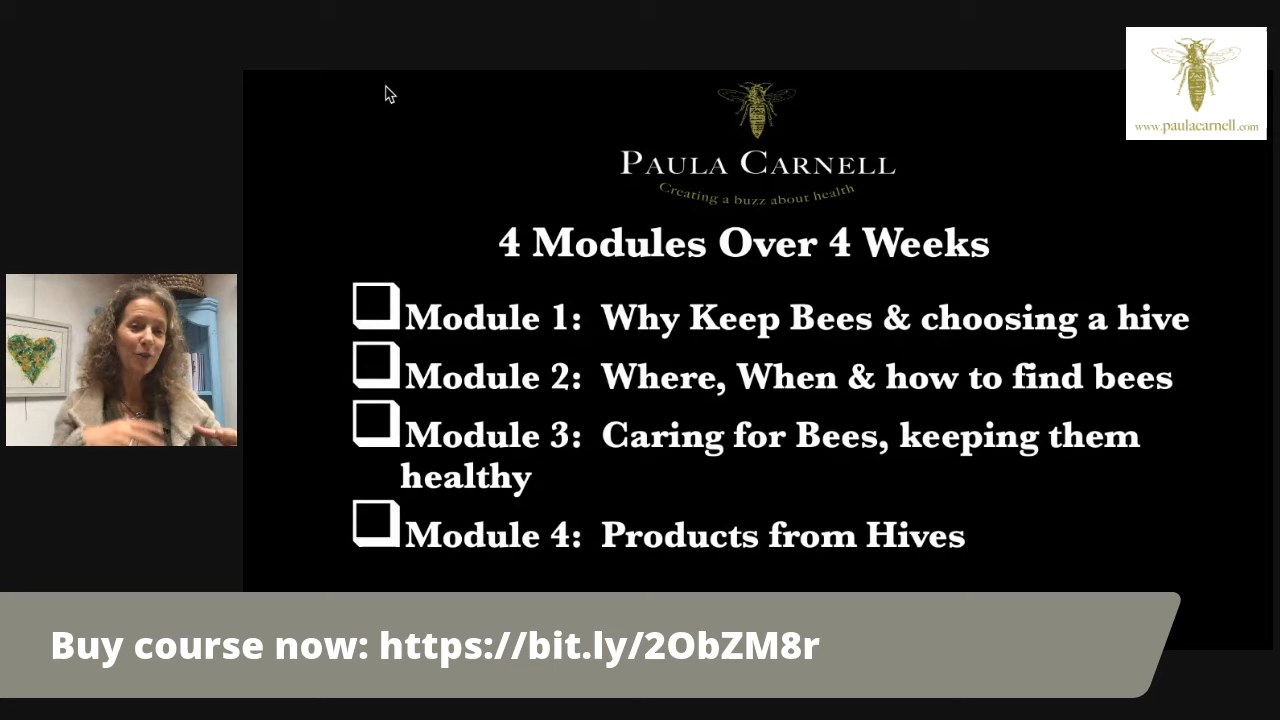 www.paulacarnell.com
PAULA CARNELL
Creating a buzz about health
4 Modules Over 4 Weeks
Module 1: Why Keep Bees & choosing a hive
Module 2: Where, When & how to find bees
Module 3: Caring for Bees, keeping them
healthy
Module 4: Products from Hives
Buy course now: https://bit.ly/2ObZM8r